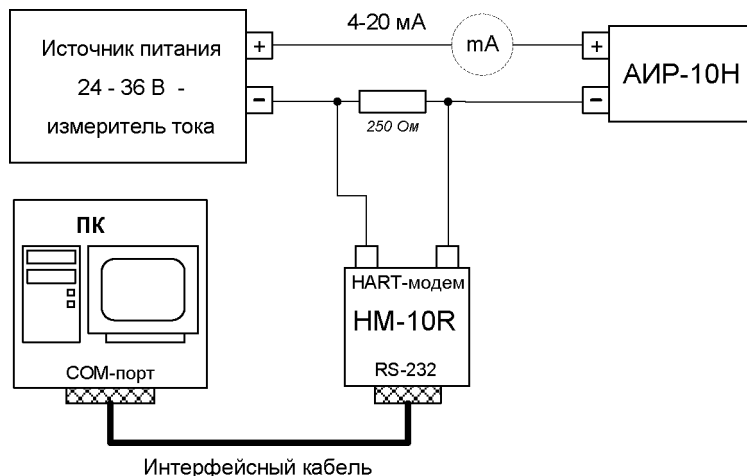 4-20 мА
Источник питания
24 - 36 В -
измеритель тока
+
−
mA
+
−
АИР-10Н
250 Ом
ПК
COM-порт
HART-модем
HM-10R
RS-232
Интерфейсный кабель